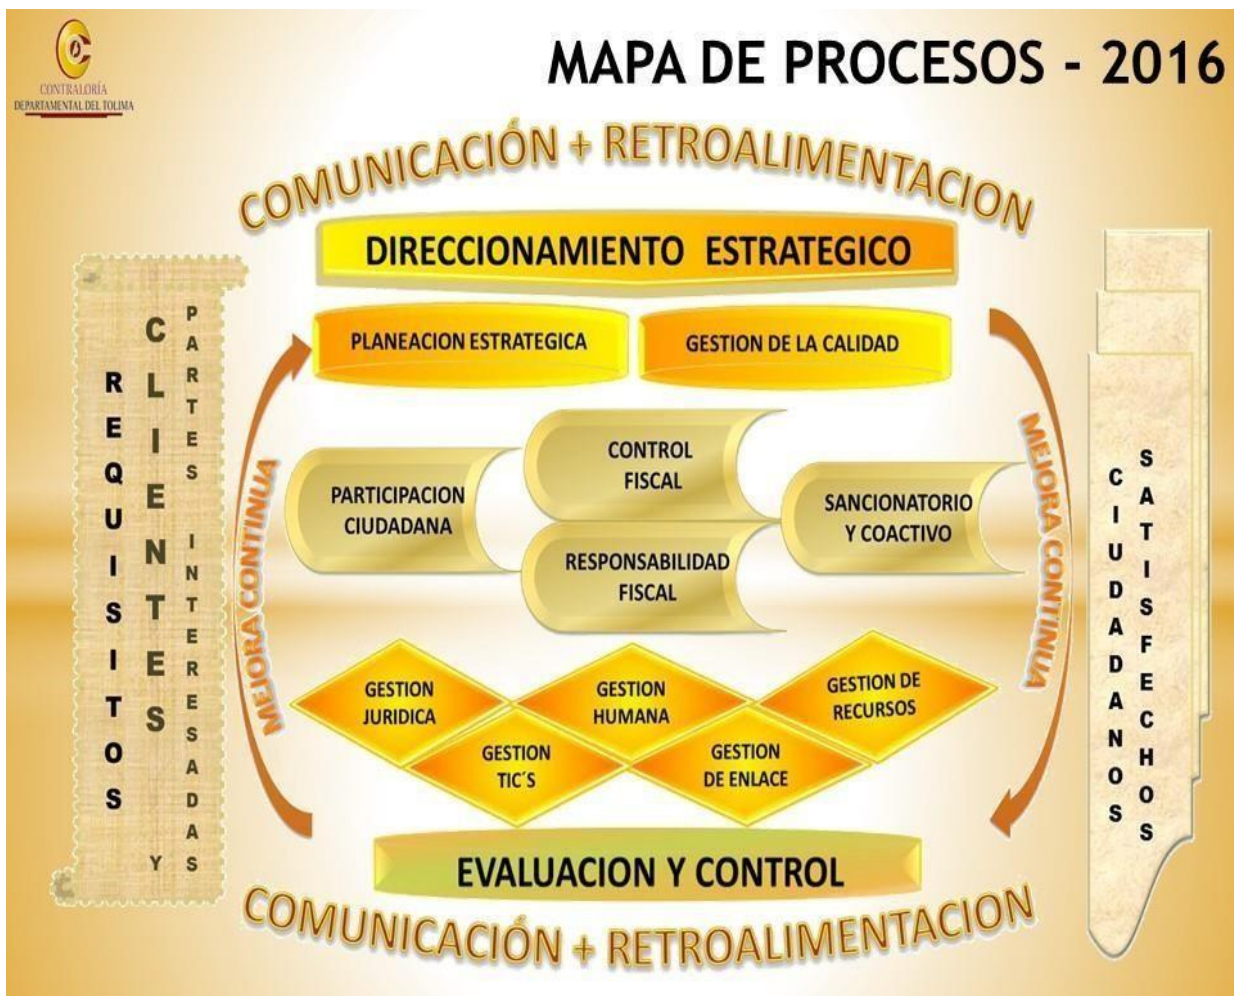 CONTRALORÍA
DEPARTAMENTAL DEL TOLIMA
MAPA DE PROCESOS - 2016
COMUNICACIÓN + RETROALIMENTACION
DIRECCIONAMIENTO ESTRATEGICO
PLANEACION ESTRATEGICA
GESTION DE LA CALIDAD
REQUISITOS
CLIENTES Y
PARTES INTERESADAS
MEJORA CONTINUA
PARTICIPACION
CIUDADANA
CONTROL
FISCAL
RESPONSABILIDAD
FISCAL
SANCIONATORIO
Y COACTIVO
MEJORA CONTINUA
CIUDADANOS
SATISFECHOS
GESTION
JURIDICA
GESTION
HUMANA
GESTION DE
RECURSOS
GESTION
TIC´S
GESTION
DE ENLACE
EVALUACION Y CONTROL
COMUNICACIÓN + RETROALIMENTACION